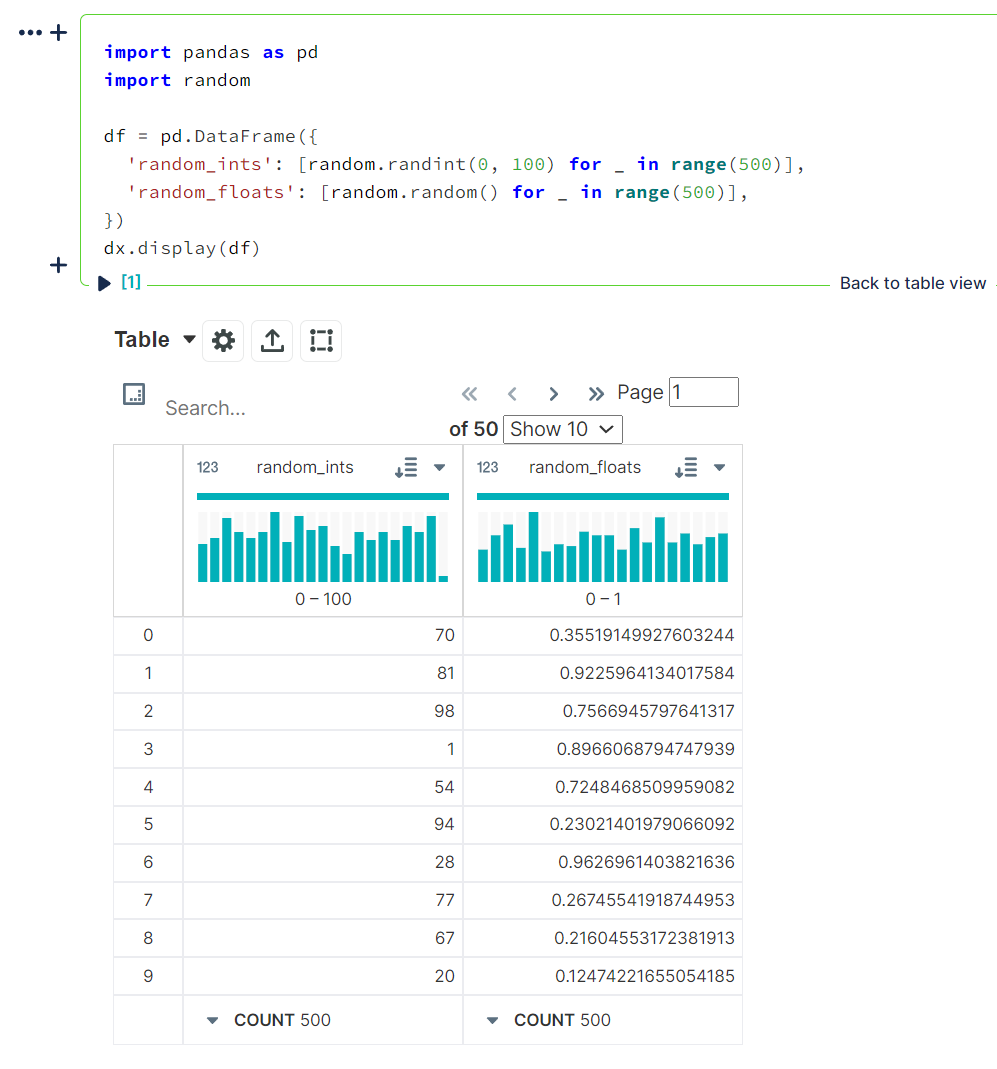 import pandas as pd
import random
df = pd.DataFrame({
'random_ints': [random.randint(0, 100) for _ in range(500)],
'random_floats': [random.random() for _ in range(500)],
})
dx.display(df)
[1]
Back to table view
Table
Search...
Page 1
of 50 Show 10
123 random_ints 123 random_floats
0 – 100 0 – 1
0 70 0.35519149927603244
1 81 0.9225964134017584
2 98 0.7566945797641317
3 1 0.8966068794747939
4 54 0.7248468509959082
5 94 0.23021401979066092
6 28 0.9626961403821636
7 77 0.26745541918744953
8 67 0.21604553172381913
9 20 0.12474221655054185
COUNT 500 COUNT 500